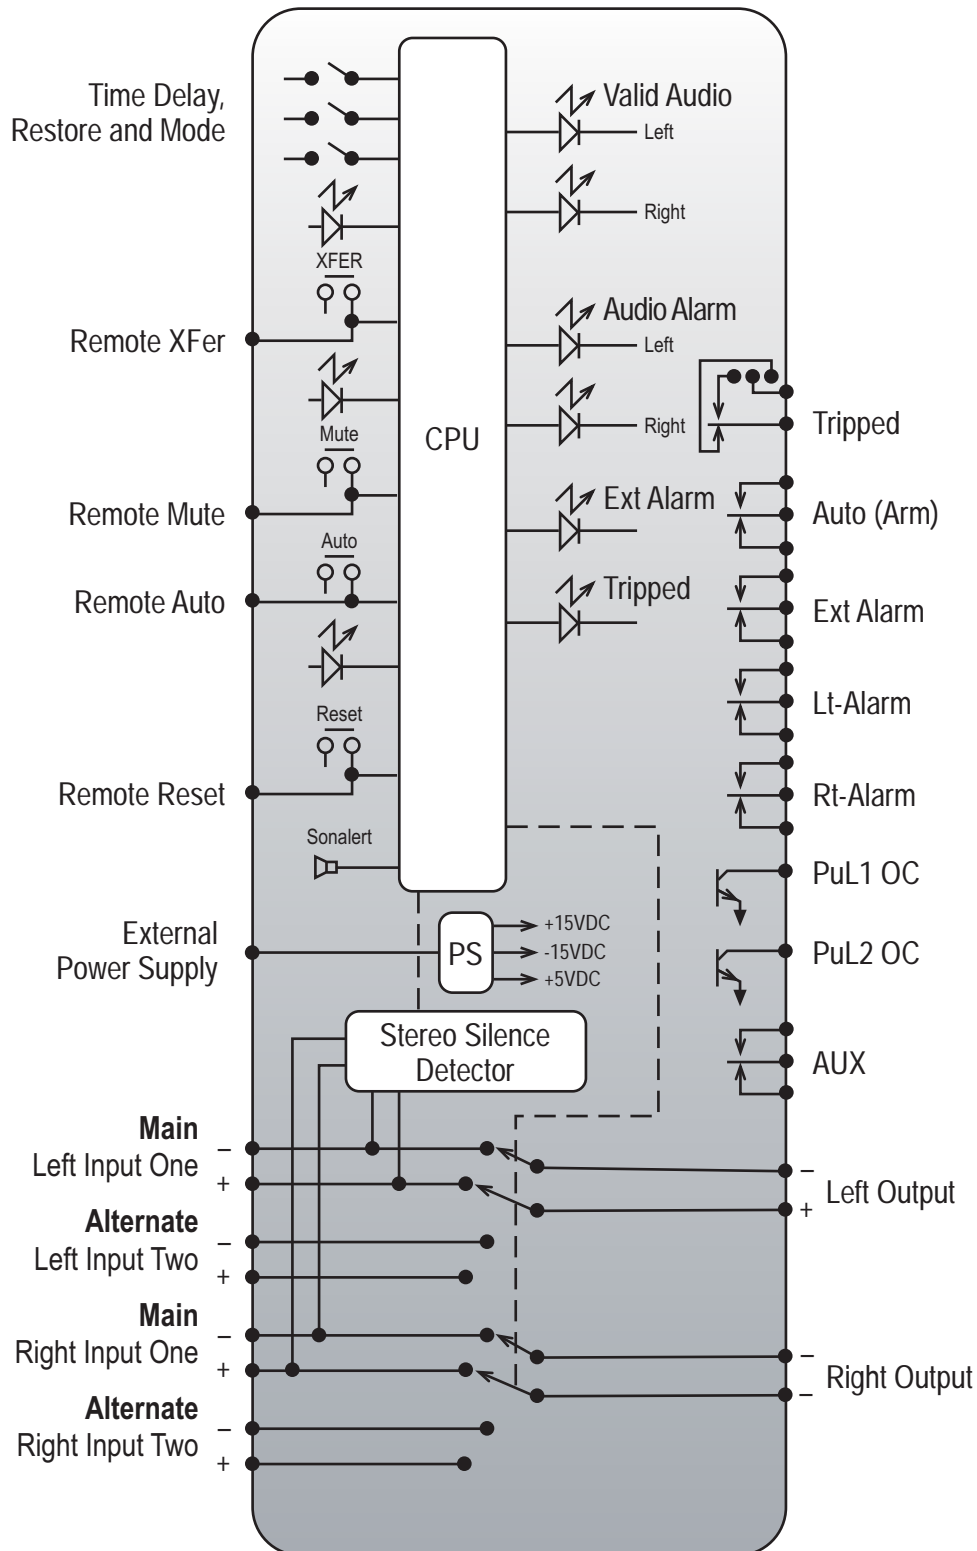 Time Delay,
Restore and Mode
XFER
Remote XFer
Mute
Remote Mute
Auto
Remote Auto
Reset
Remote Reset
Sonalert
External
Power Supply
CPU
Valid Audio
Left
Right
Audio Alarm
Left
Right
Ext Alarm
Tripped
Tripped
Auto (Arm)
Ext Alarm
Lt-Alarm
Rt-Alarm
PuL1 OC
PuL2 OC
AUX
PS
+15VDC
-15VDC
+5VDC
Stereo Silence
Detector
Main
–
Left Input One
+
Alternate
–
Left Input Two
+
Main
–
Right Input One
+
Alternate
–
Right Input Two
+
–
Left Output
+
–
Right Output
–